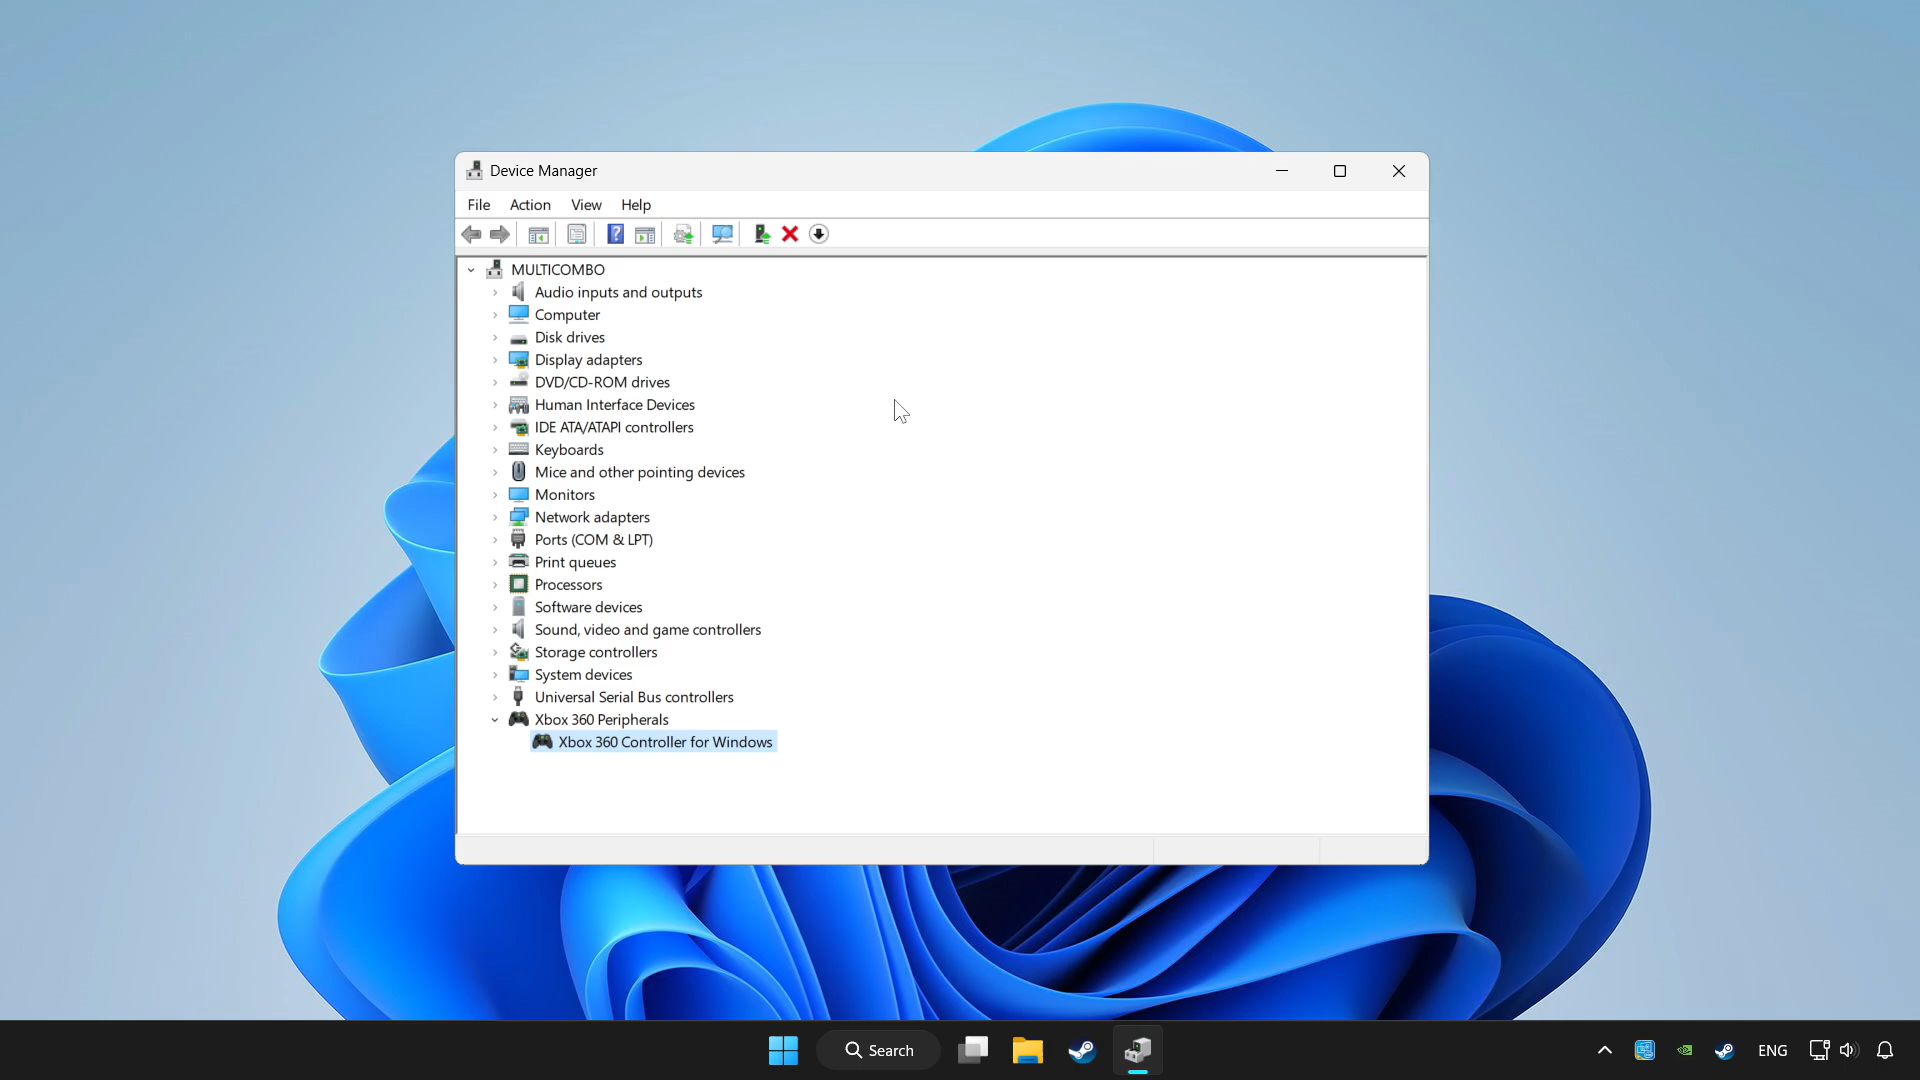 Device Manager
File Action View Help
MULTICOMBO
Audio inputs and outputs
Computer
Disk drives
Display adapters
DVD/CD-ROM drives
Human Interface Devices
IDE ATA/ATAPI controllers
Keyboards
Mice and other pointing devices
Monitors
Network adapters
Ports (COM & LPT)
Print queues
Processors
Software devices
Sound, video and game controllers
Storage controllers
System devices
Universal Serial Bus controllers
Xbox 360 Peripherals
Xbox 360 Controller for Windows
Search
ENG